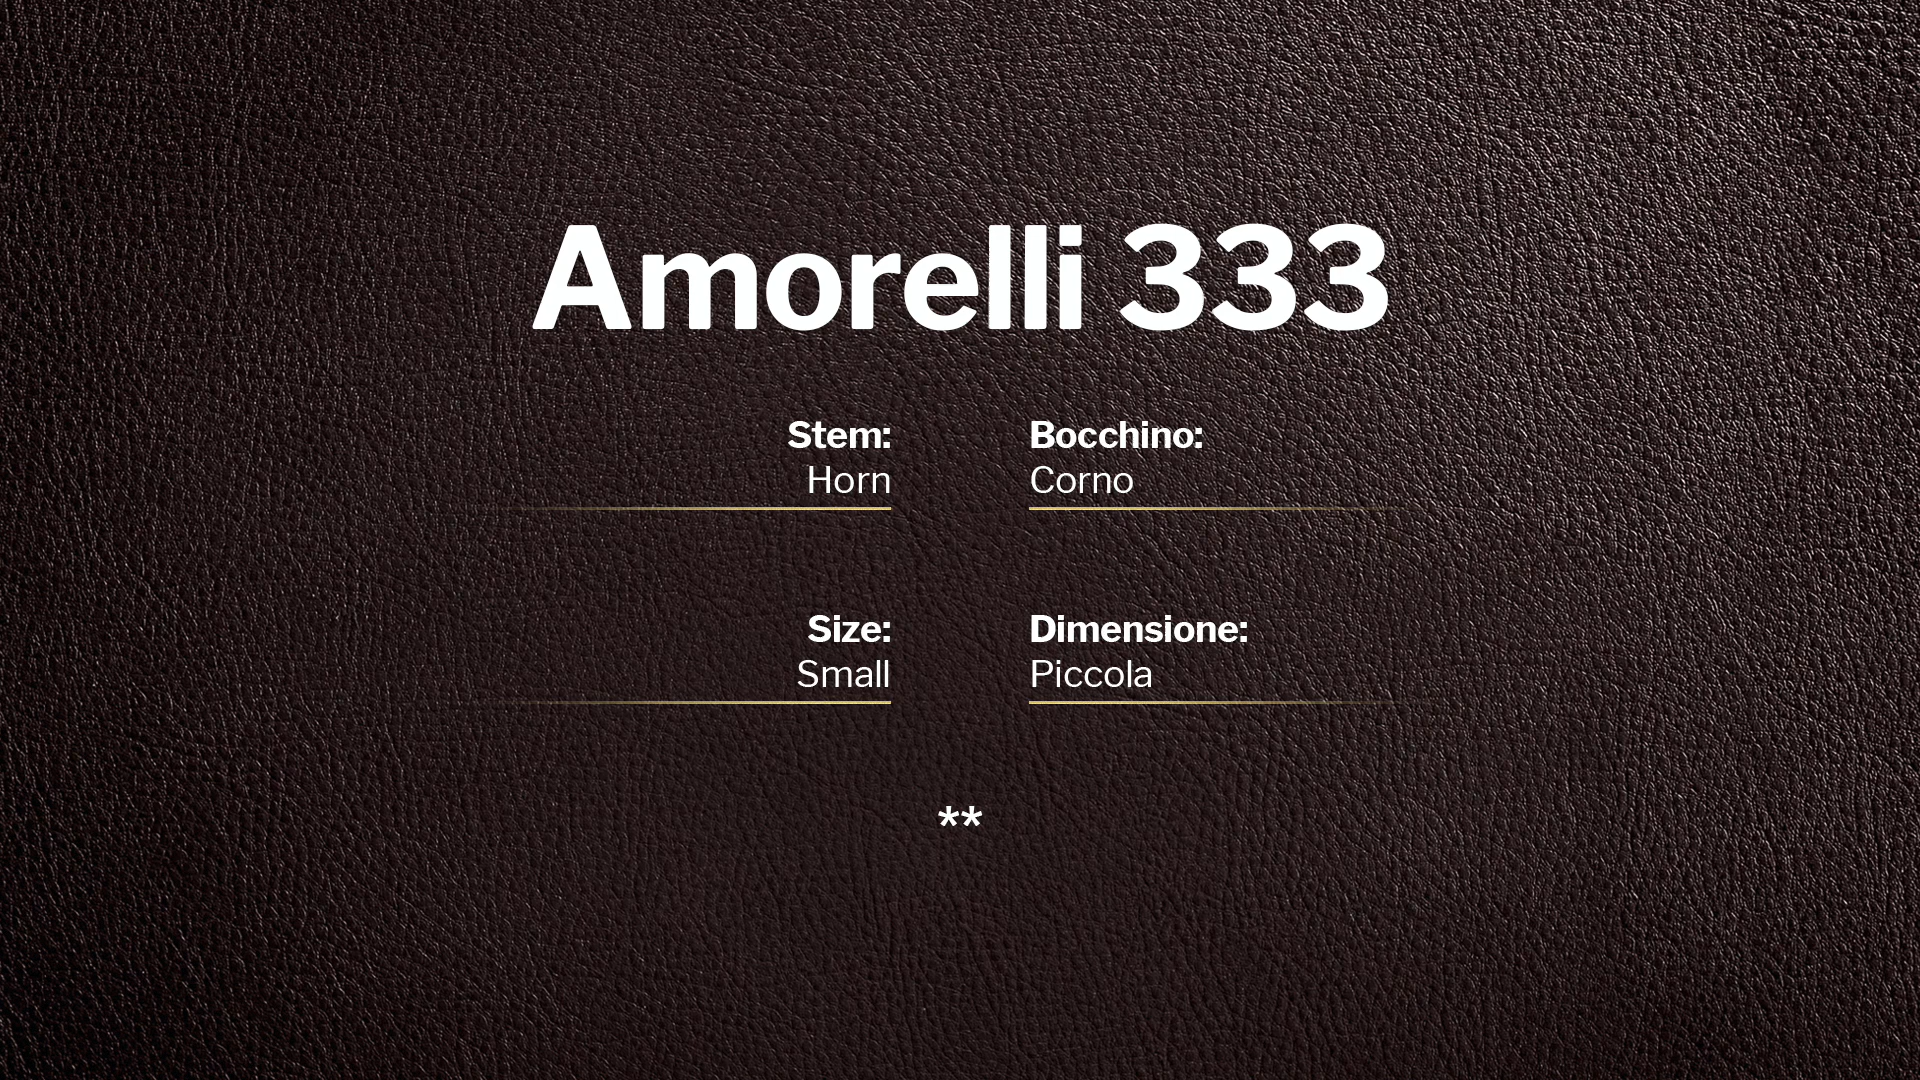 Amorelli 333
Stem:
Horn
Bocchino:
Corno
Size:
Small
Dimensione:
Piccola
**